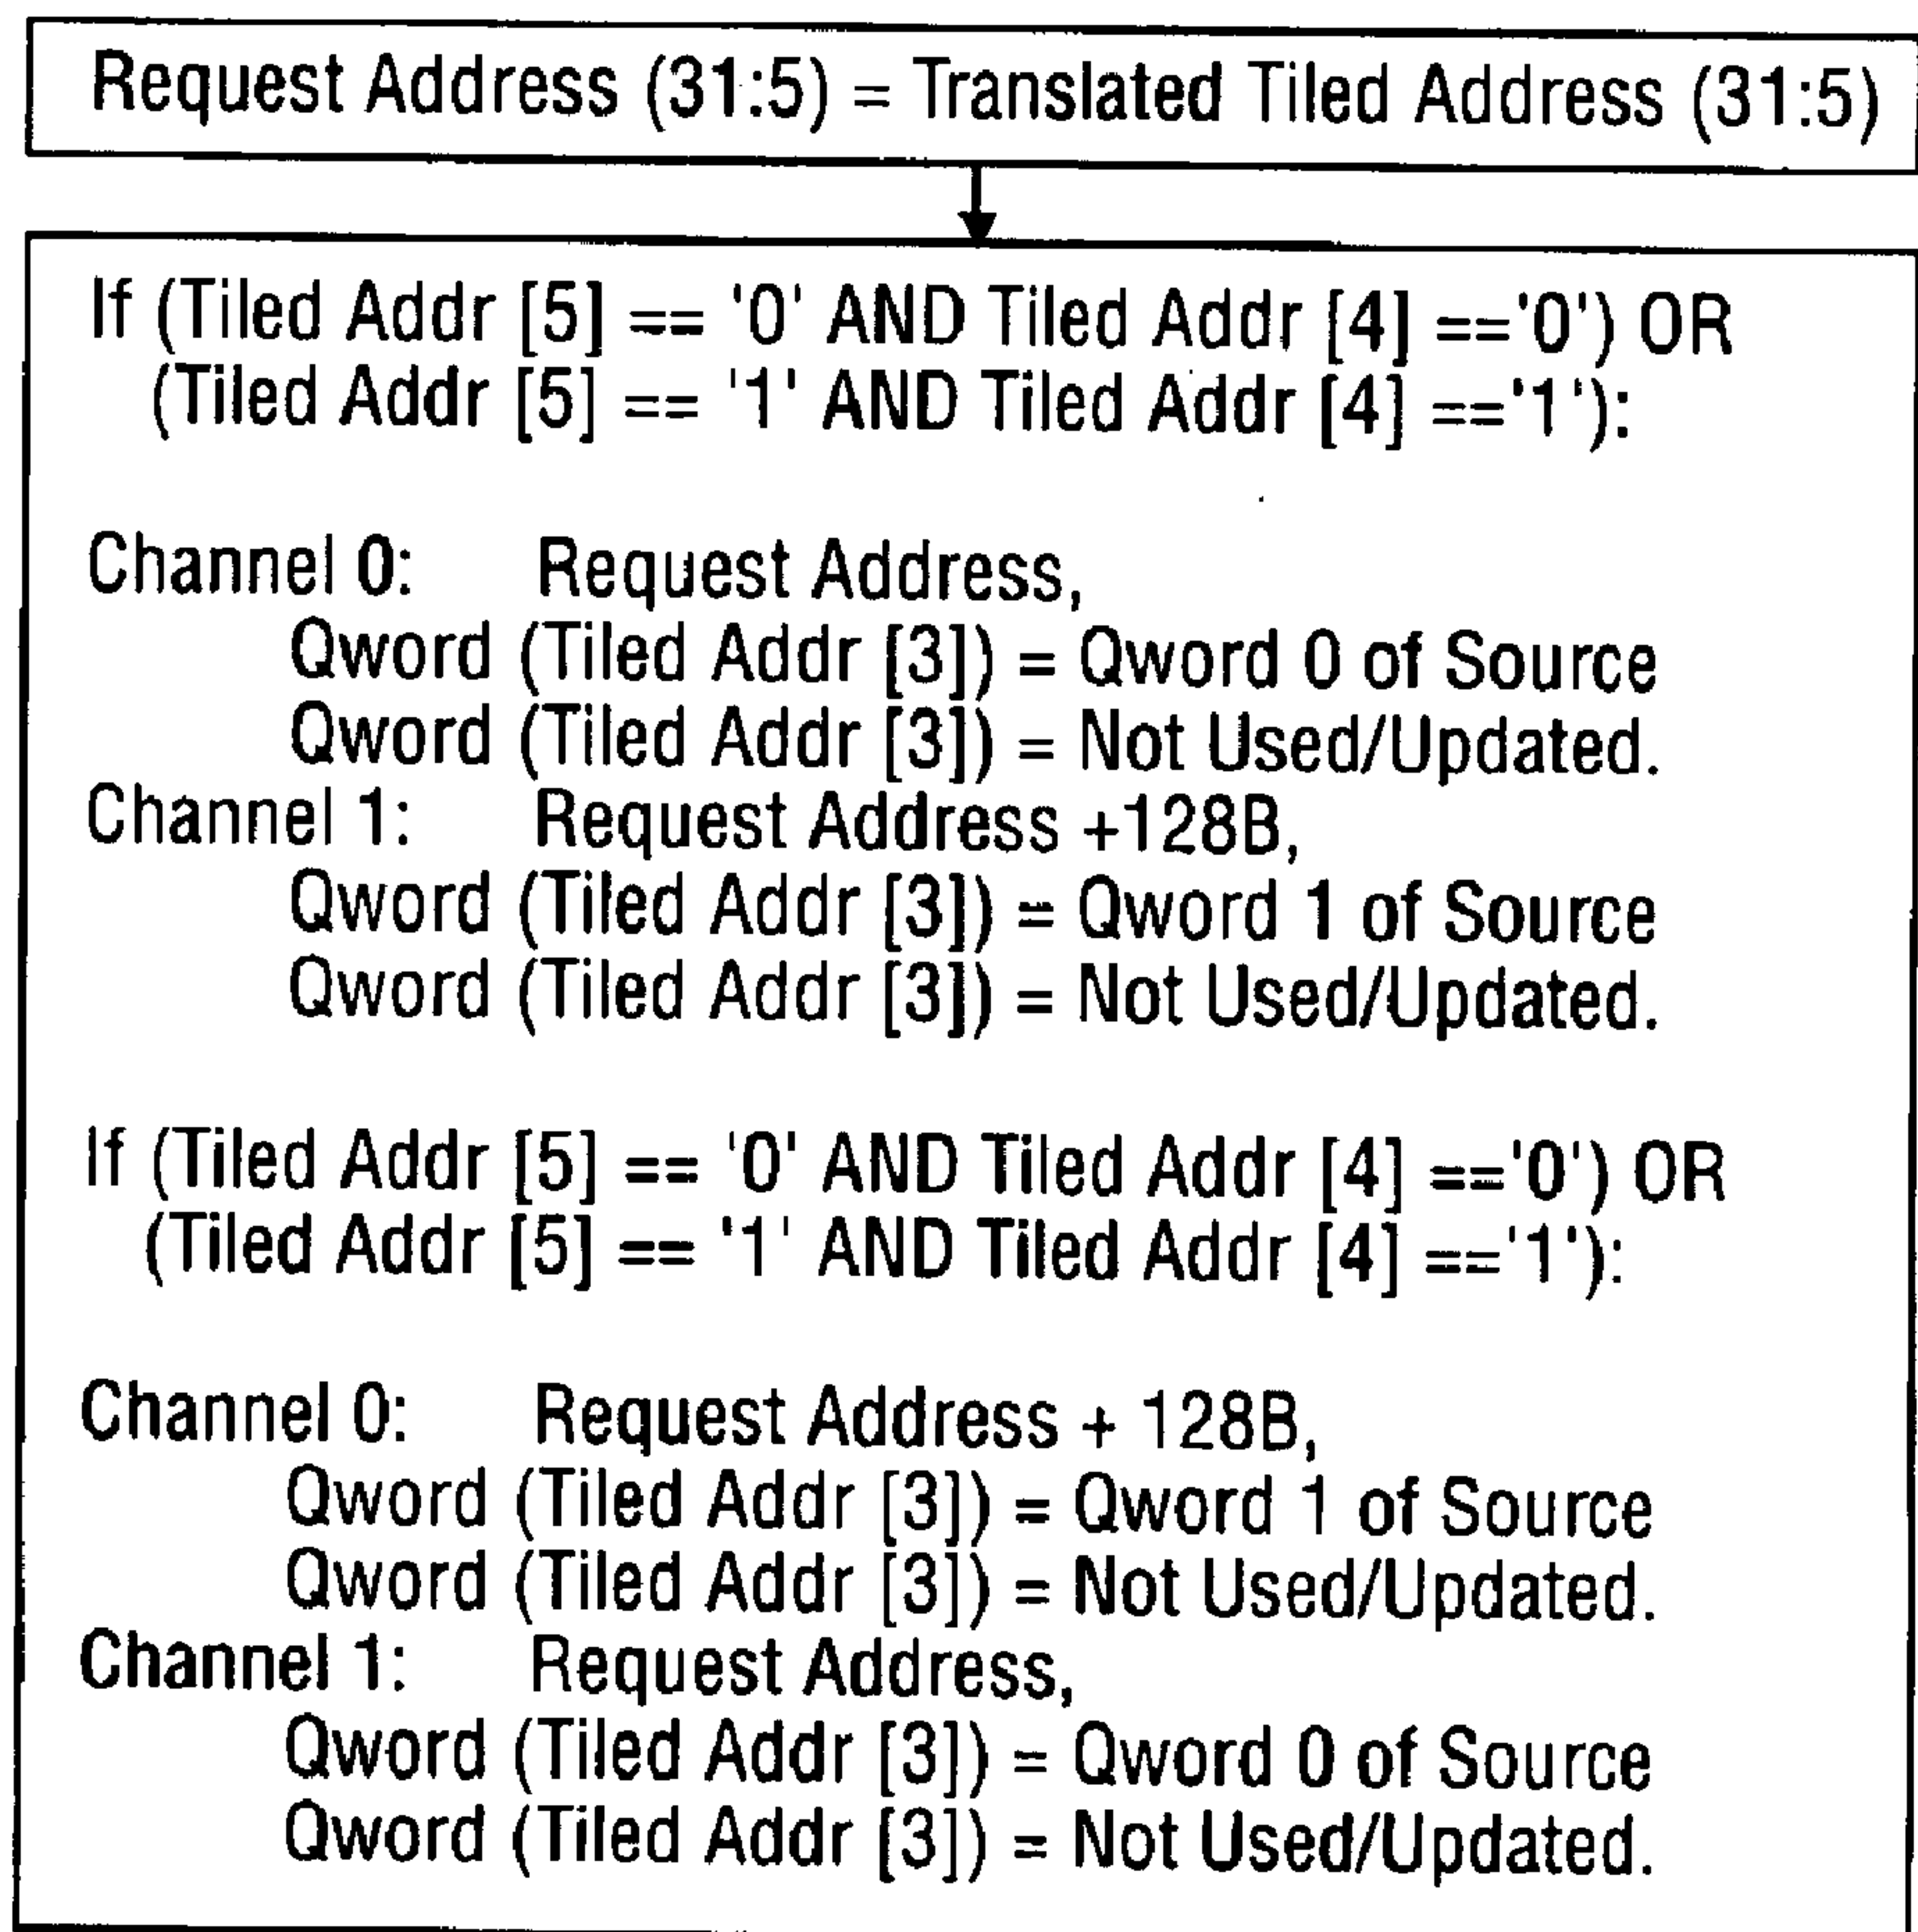 Request Address (31:5) = Translated Tiled Address (31:5)
If (Tiled Addr [5] == '0' AND Tiled Addr [4] =='0') OR
(Tiled Addr [5] == '1' AND Tiled Addr [4] =='1'):
Channel 0: Request Address,
Qword (Tiled Addr [3]) = Qword 0 of Source
Qword (Tiled Addr [3]) = Not Used/Updated.
Channel 1: Request Address +128B,
Qword (Tiled Addr [3]) = Qword 1 of Source
Qword (Tiled Addr [3]) = Not Used/Updated.
If (Tiled Addr [5] == '0' AND Tiled Addr [4] =='0') OR
(Tiled Addr [5] == '1' AND Tiled Addr [4] =='1'):
Channel 0: Request Address + 128B,
Qword (Tiled Addr [3]) = Qword 1 of Source
Qword (Tiled Addr [3]) = Not Used/Updated.
Channel 1: Request Address,
Qword (Tiled Addr [3]) = Qword 0 of Source
Qword (Tiled Addr [3]) = Not Used/Updated.